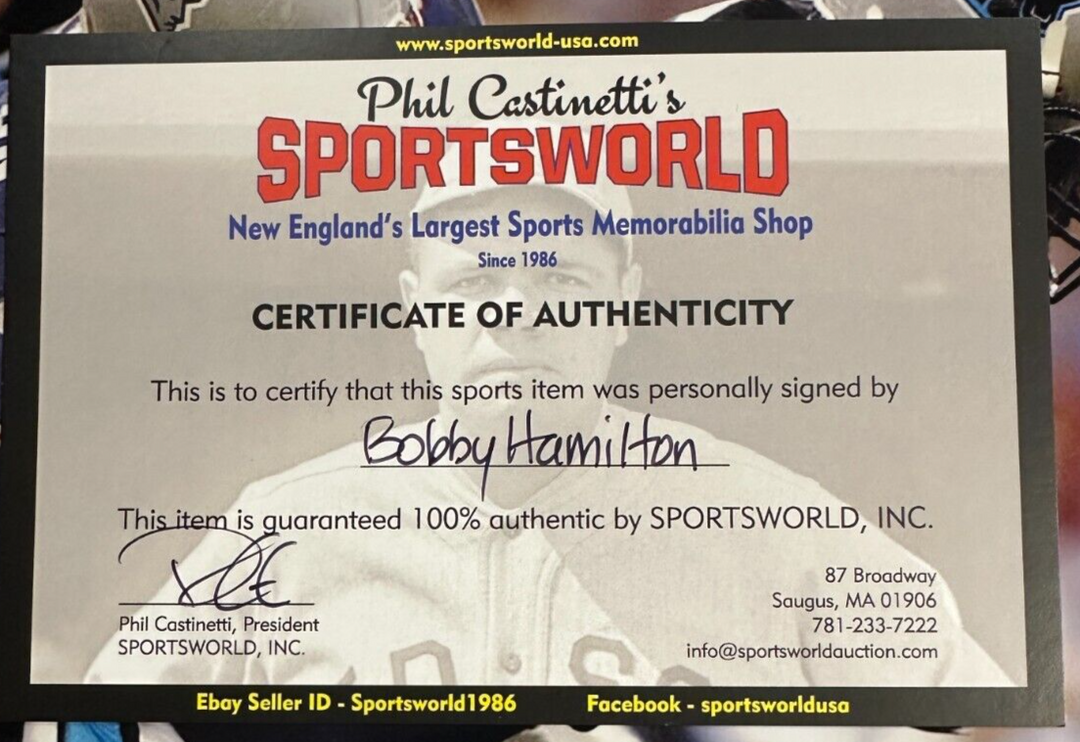 www.sportsworld-usa.com
Phil Castinetti's
SPORTSWORLD
New England's Largest Sports Memorabilia Shop
Since 1986
CERTIFICATE OF AUTHENTICITY
This is to certify that this sports item was personally signed by
Bobby Hamilton
This item is guaranteed 100% authentic by SPORTSWORLD, INC.
Phil Castinetti, President
SPORTSWORLD, INC.
87 Broadway
Saugus, MA 01906
781-233-7222
info@sportsworldauction.com
Ebay Seller ID - Sportsworld1986
Facebook - sportsworldusa